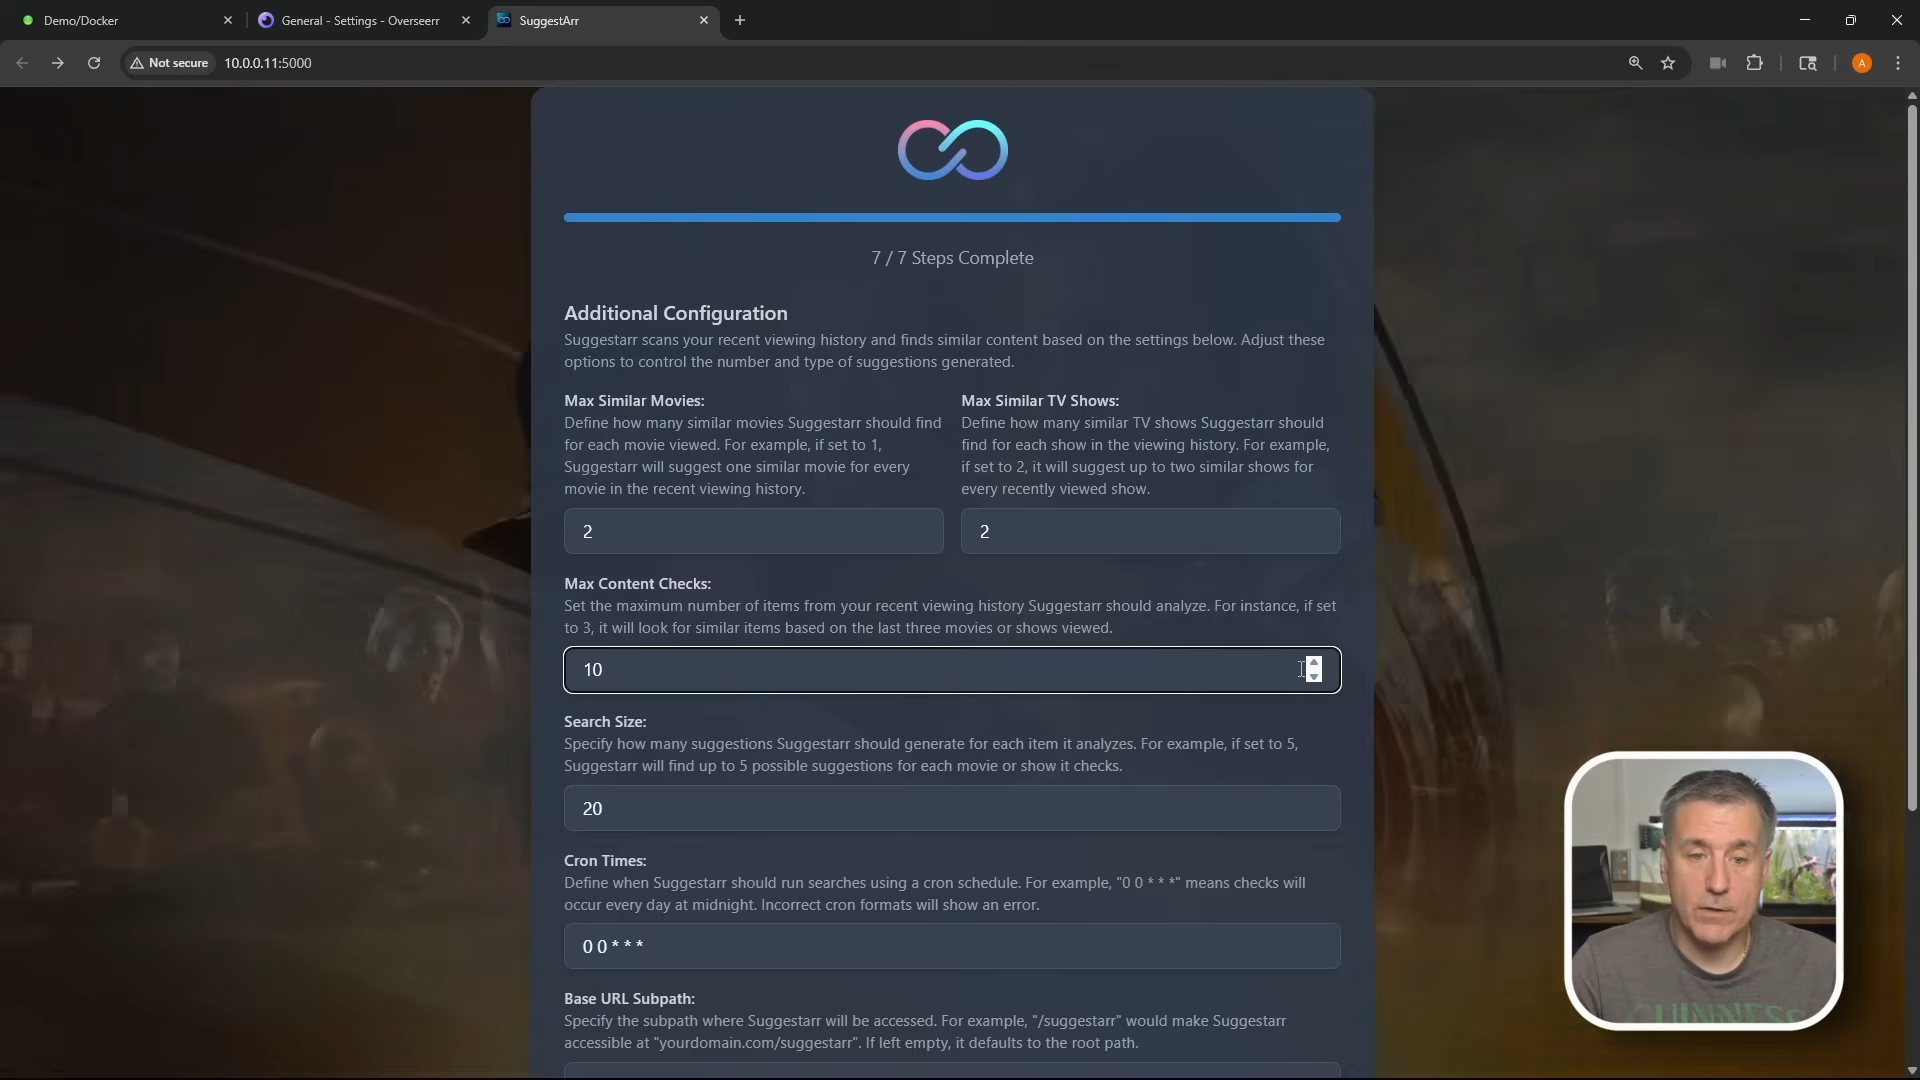 Demo/Docker
General - Settings - Overseerr
SuggestArr
Not secure
10.0.0.11:5000
A
7 / 7 Steps Complete
Additional Configuration
Suggestarr scans your recent viewing history and finds similar content based on the settings below. Adjust these
options to control the number and type of suggestions generated.
Max Similar Movies:
Define how many similar movies Suggestarr should find
for each movie viewed. For example, if set to 1,
Suggestarr will suggest one similar movie for every
movie in the recent viewing history.
2
Max Similar TV Shows:
Define how many similar TV shows Suggestarr should
find for each show in the viewing history. For example,
if set to 2, it will suggest up to two similar shows for
every recently viewed show.
2
Max Content Checks:
Set the maximum number of items from your recent viewing history Suggestarr should analyze. For instance, if set
to 3, it will look for similar items based on the last three movies or shows viewed.
10
Search Size:
Specify how many suggestions Suggestarr should generate for each item it analyzes. For example, if set to 5,
Suggestarr will find up to 5 possible suggestions for each movie or show it checks.
20
Cron Times:
Define when Suggestarr should run searches using a cron schedule. For example, "0 0 * * *" means checks will
occur every day at midnight. Incorrect cron formats will show an error.
0 0 * * *
Base URL Subpath:
Specify the subpath where Suggestarr will be accessed. For example, "/suggestarr" would make Suggestarr
accessible at "yourdomain.com/suggestarr". If left empty, it defaults to the root path.
GUINNESS